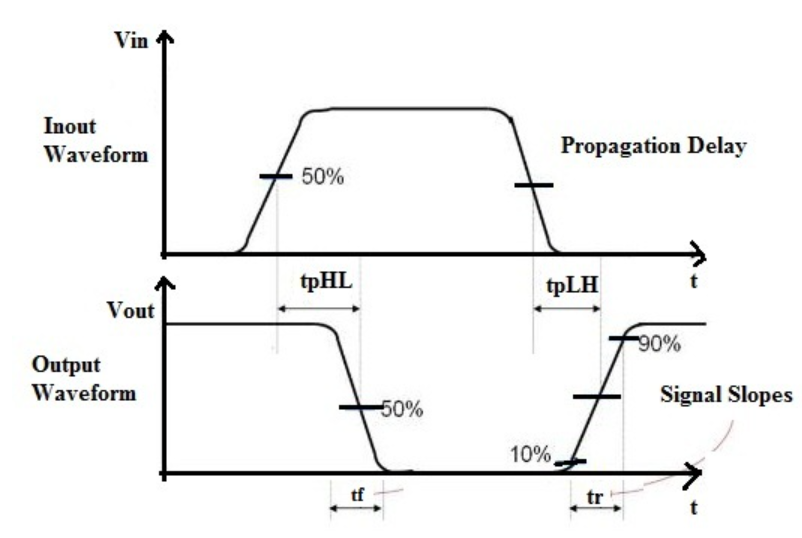 Vin
Inout
Waveform
50%
Propagation Delay
t
tpHL
tpLH
Vout
90%
Output
Waveform
50%
Signal Slopes
10%
tf
tr
t